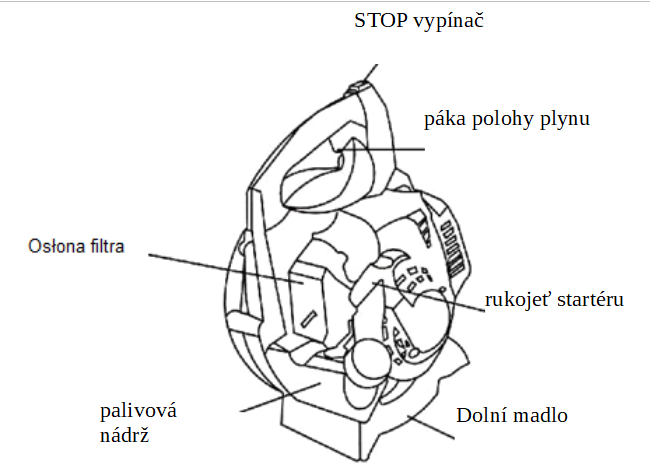 STOP vypínač
páka polohy plynu
Osłona filtra
rukojeť startéru
palivová
nádrž
Dolní madlo